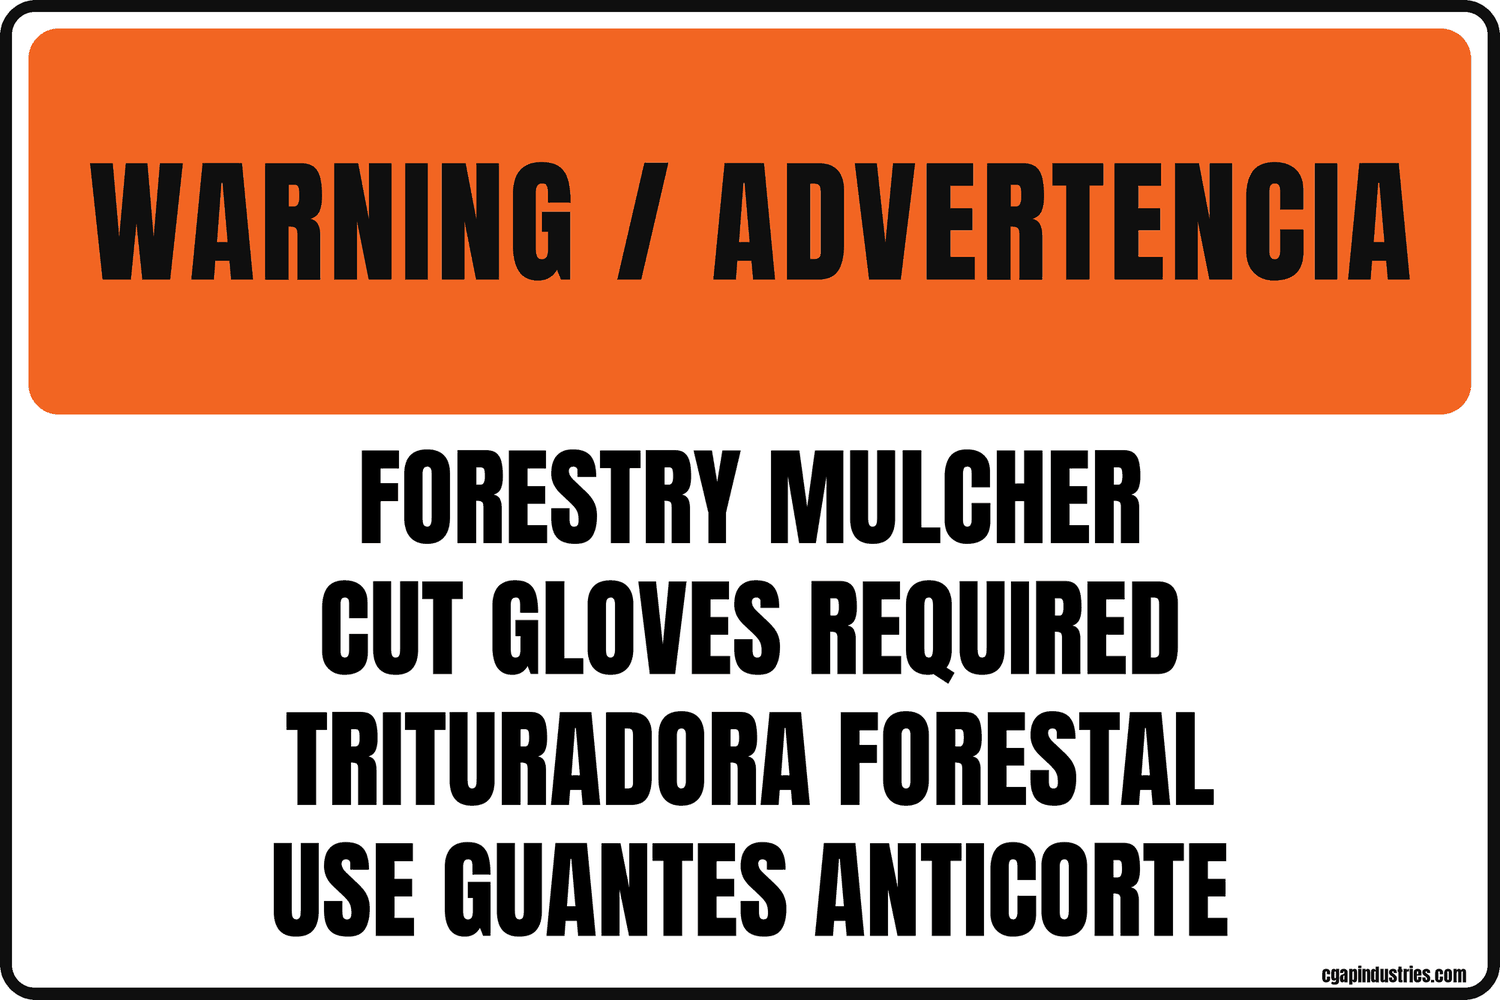 WARNING / ADVERTENCIA
FORESTRY MULCHER
CUT GLOVES REQUIRED
TRITURADORA FORESTAL
USE GUANTES ANTICORTE
cgapindustries.com